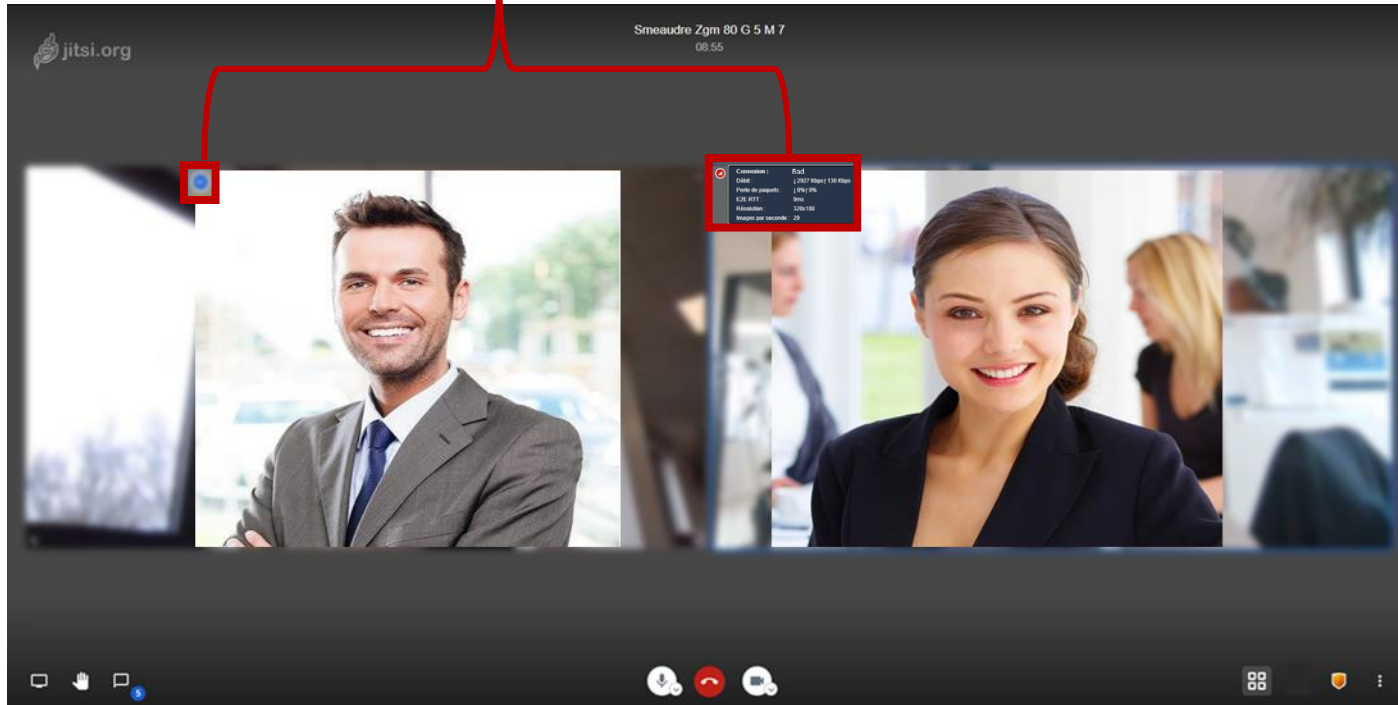 jitsi.org
Smeaudre Zgm 80 G 5 M 7
08:55
Connexion : Bad
Débit : ↓ 2927 Kbps↑ 130 Kbps
Perte de paquets : ↓ 0%↑ 0%
E2E RTT : 9ms
Résolution : 320x180
Images par seconde : 29
5